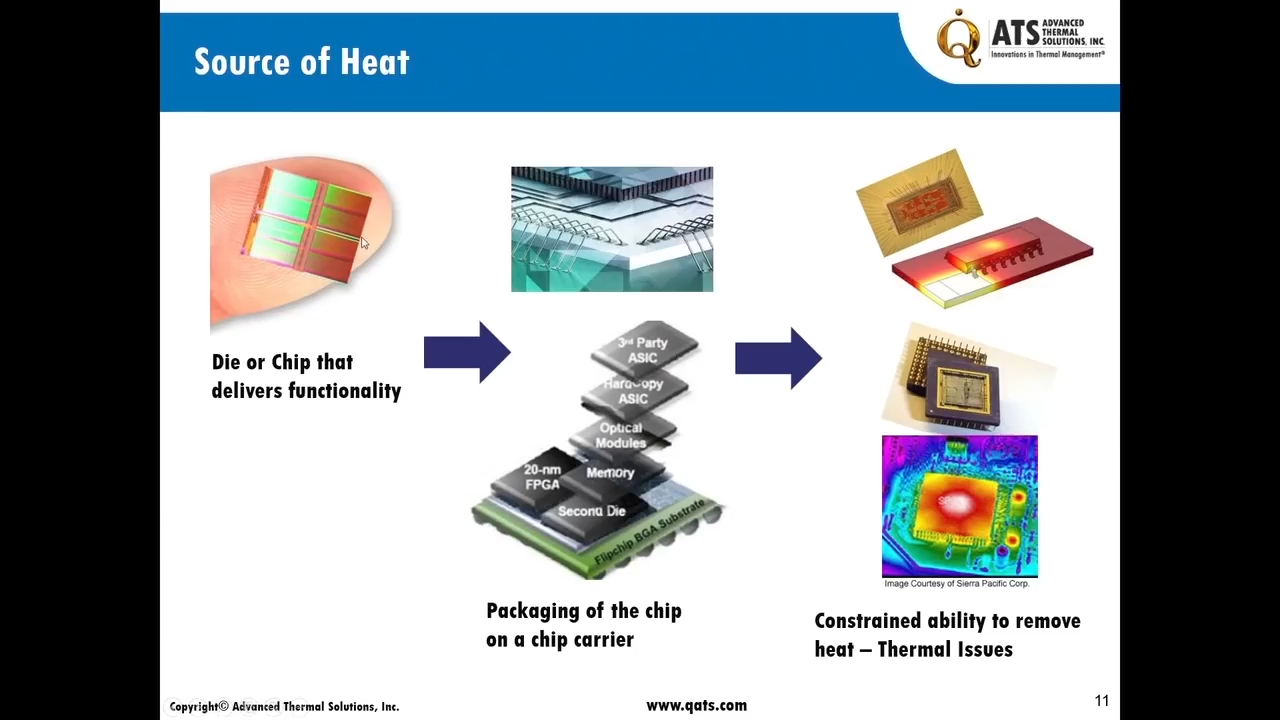 Source of Heat
ATS ADVANCED
THERMAL
SOLUTIONS, INC.
Innovations in Thermal Management®
Die or Chip that
delivers functionality
3rd Party
ASIC
HardCopy
ASIC
Optical
Modules
20-nm
FPGA
Memory
Second Die
Flipchip BGA Substrate
Packaging of the chip
on a chip carrier
Image Courtesy of Sierra Pacific Corp.
Constrained ability to remove
heat – Thermal Issues
Copyright© Advanced Thermal Solutions, Inc.
www.qats.com
11